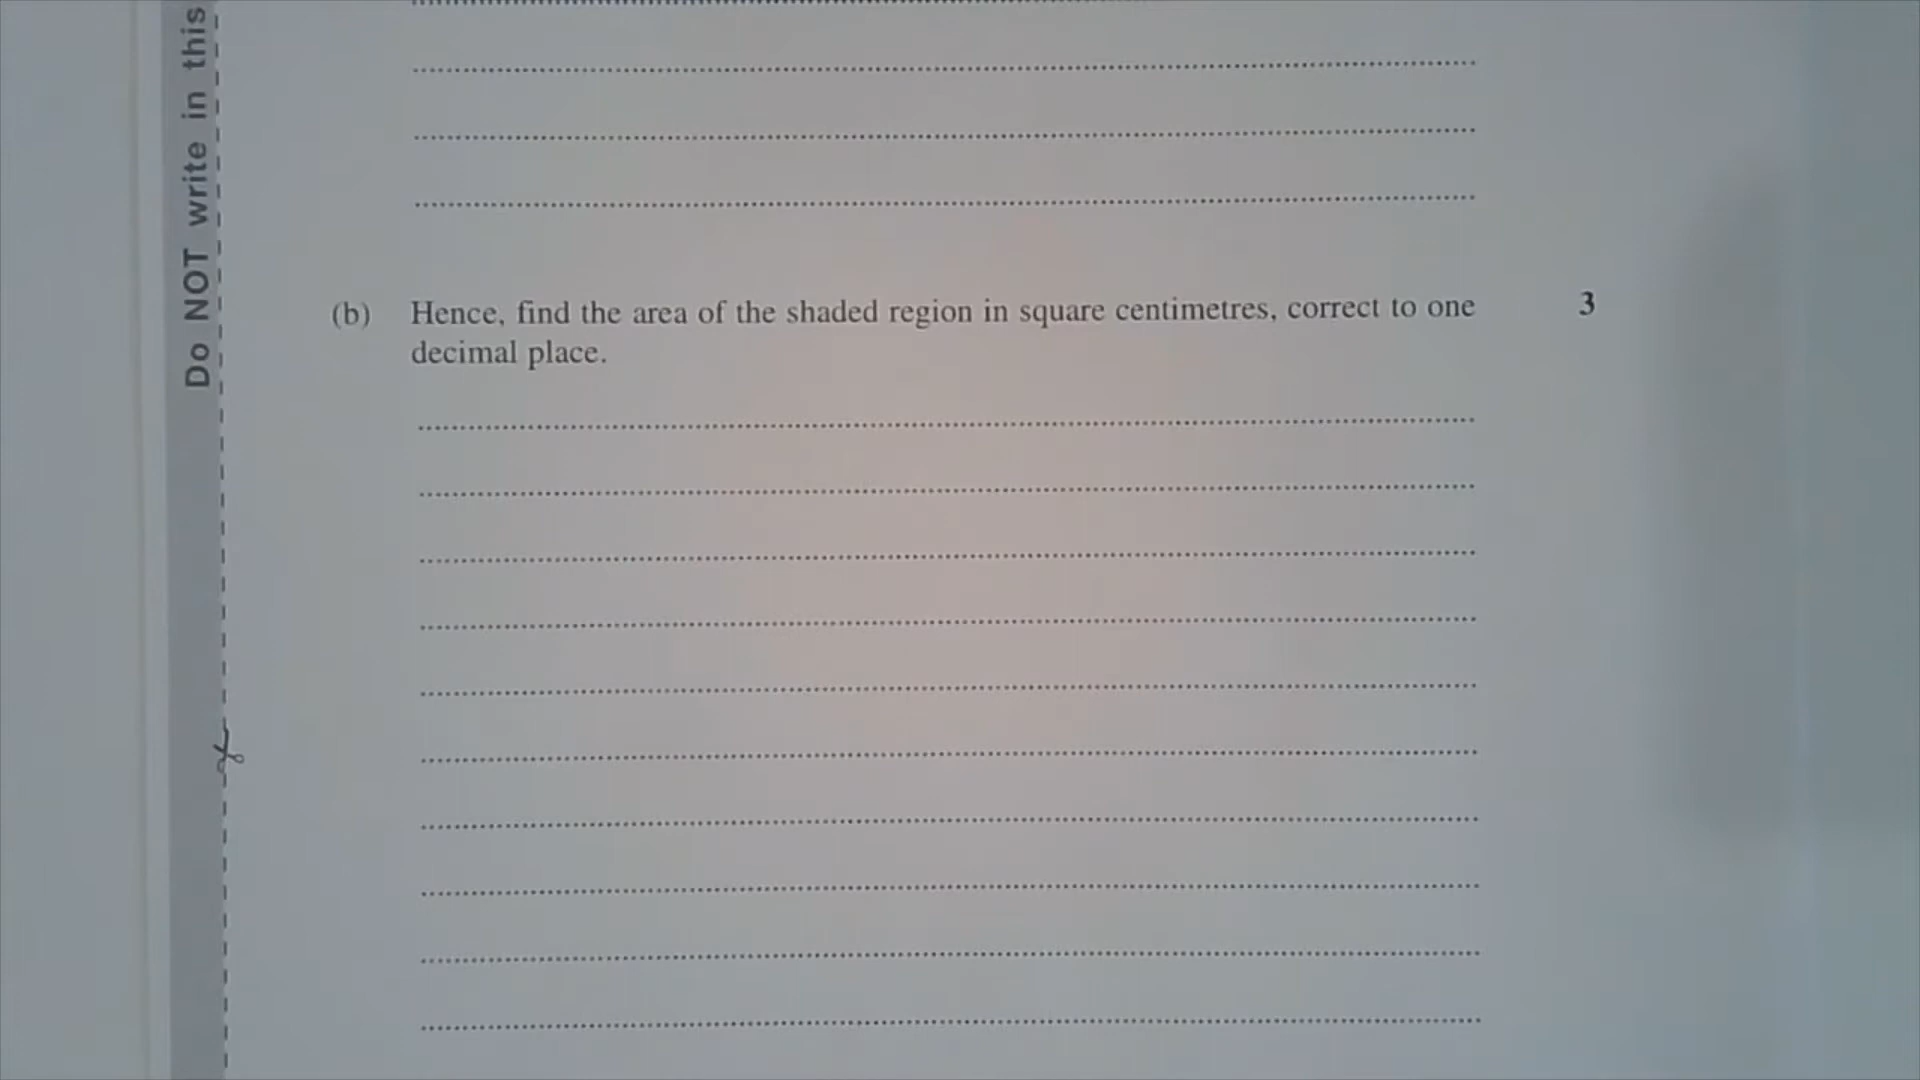 Do NOT write in this
(b) Hence, find the area of the shaded region in square centimetres, correct to one 3
decimal place.